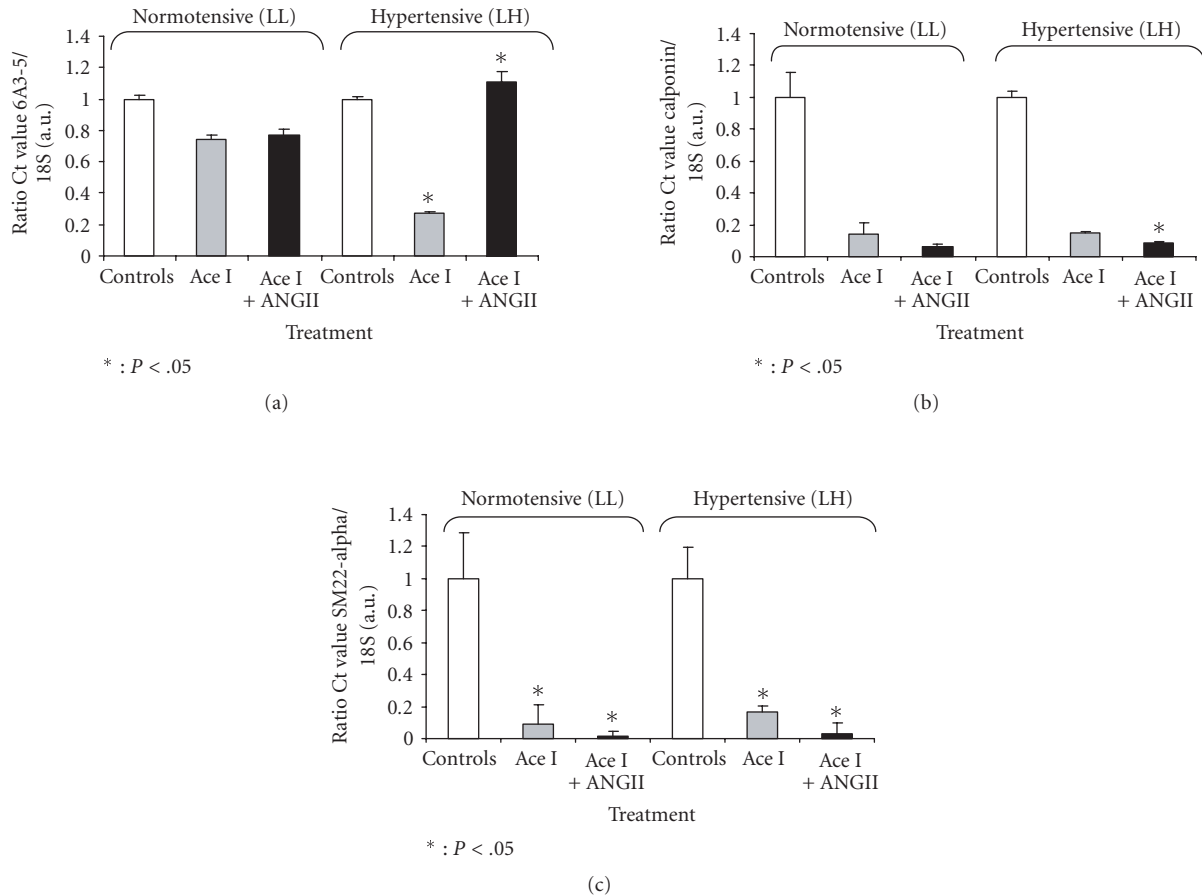 Normotensive (LL) Hypertensive (LH)
Ratio Ct value 6A3-5/
18S (a.u.)
1.4
1.2
1
0.8
0.6
0.4
0.2
0
*
*
Controls Ace I Ace I
+ ANGII
Controls Ace I Ace I
+ ANGII
Treatment
* : P < .05
(a)
Normotensive (LL) Hypertensive (LH)
Ratio Ct value calponin/
18S (a.u.)
1.4
1.2
1
0.8
0.6
0.4
0.2
0
*
Controls Ace I Ace I
+ ANGII
Controls Ace I Ace I
+ ANGII
Treatment
* : P < .05
(b)
Normotensive (LL) Hypertensive (LH)
Ratio Ct value SM22-alpha/
18S (a.u.)
1.4
1.2
1
0.8
0.6
0.4
0.2
0
*
*
*
*
Controls Ace I Ace I
+ ANGII
Controls Ace I Ace I
+ ANGII
Treatment
* : P < .05
(c)